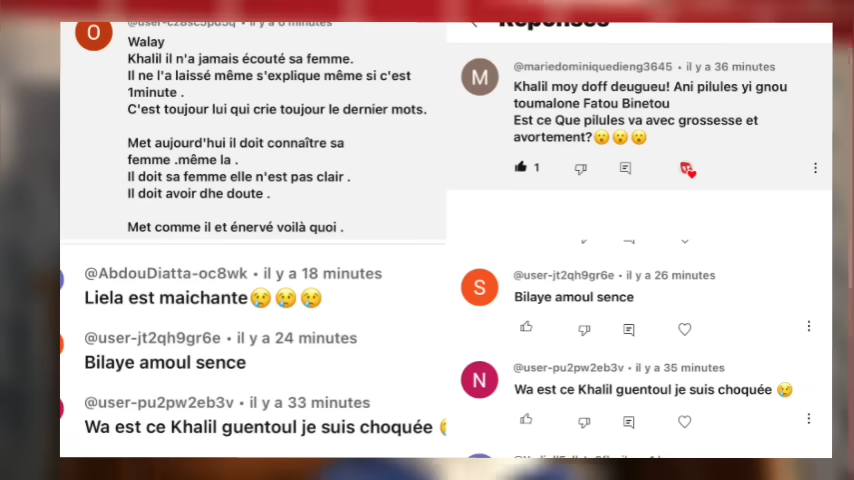 O
@user-cz8sc5pd5q • il y a 6 minutes
Walay
Khalil il n'a jamais écouté sa femme.
Il ne l'a laissé même s'explique même si c'est
1minute .
C'est toujour lui qui crie toujour le dernier mots.
Met aujourd'hui il doit connaître sa
femme .même la .
Il doit sa femme elle n'est pas clair .
Il doit avoir dhe doute .
Met comme il et énervé voilà quoi .
@AbdouDiatta-oc8wk • il y a 18 minutes
Liela est maichante😢😢😢
@user-jt2qh9gr6e • il y a 24 minutes
Bilaye amoul sence
@user-pu2pw2eb3v • il y a 33 minutes
Wa est ce Khalil guentoul je suis choquée
Réponses
M
@mariedominiquedieng3645 • il y a 36 minutes
Khalil moy doff deugueu! Ani pilules yi gnou
toumalone Fatou Binetou
Est ce Que pilules va avec grossesse et
avortement?😮😮😮
1
S
@user-jt2qh9gr6e • il y a 26 minutes
Bilaye amoul sence
N
@user-pu2pw2eb3v • il y a 35 minutes
Wa est ce Khalil guentoul je suis choquée 😢